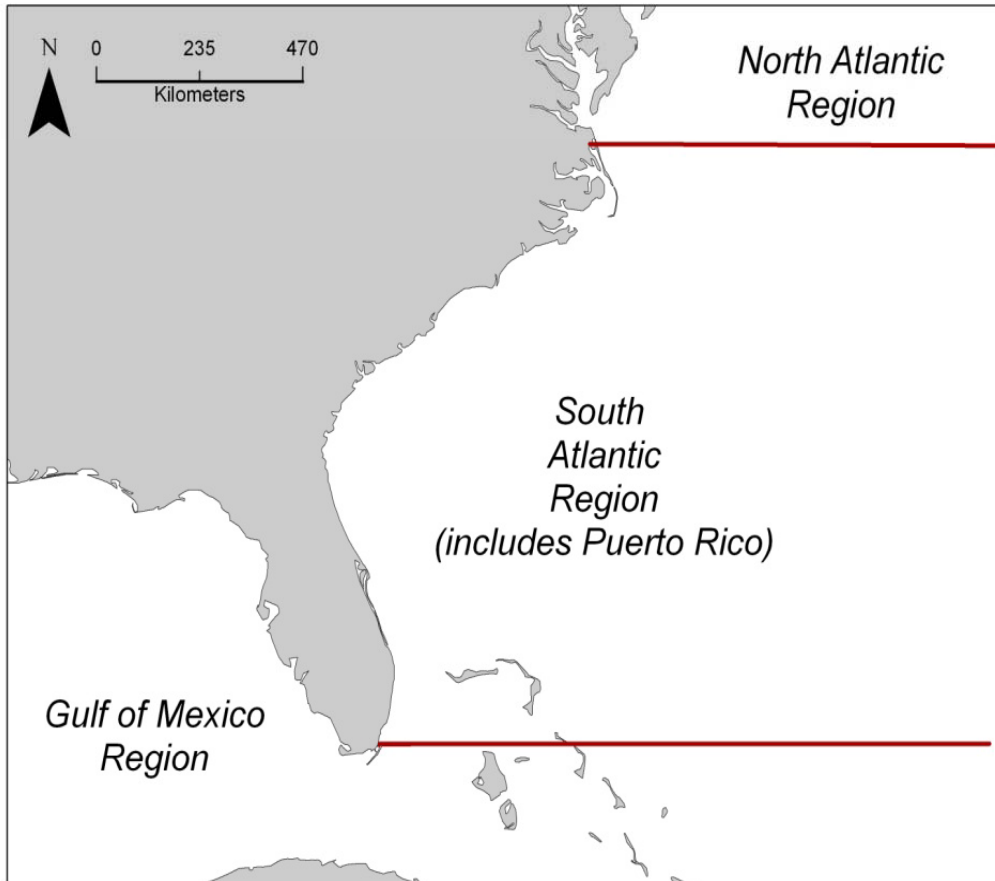 N 0 235 470
Kilometers
North Atlantic
Region
South
Atlantic
Region
(includes Puerto Rico)
Gulf of Mexico
Region